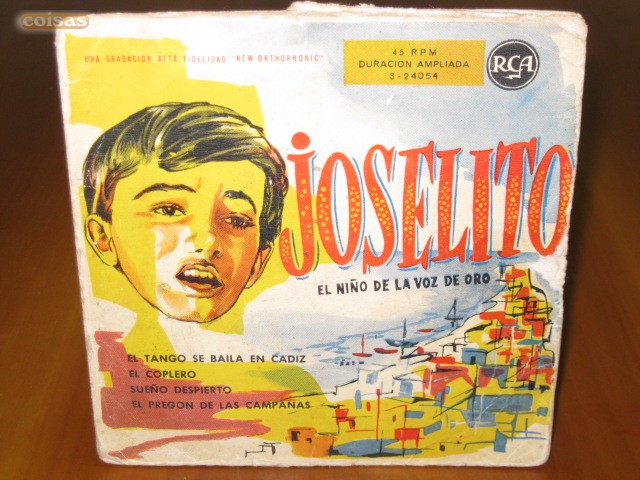 coisas
UNA GRABACION ALTA FIDELIDAD "NEW ORTHOPHONIC"
45 RPM
DURACION AMPLIADA
3-24054
RCA
JOSELITO
EL NIÑO DE LA VOZ DE ORO
EL TANGO SE BAILA EN CADIZ
EL COPLERO
SUEÑO DESPIERTO
EL PREGON DE LAS CAMPAÑAS